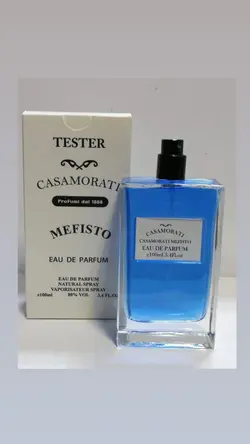 TESTER
CASAMORATI
Profumi dal 1888
MEFISTO
EAU DE PARFUM
EAU DE PARFUM
NATURAL SPRAY
VAPORISATEUR SPRAY
e100ml 80% VOL 3.4 Fl.Oz
CASAMORATI
CASAMORATI MEFISTO
EAU DE PARFUM
e100ml 3.4Fl.oz